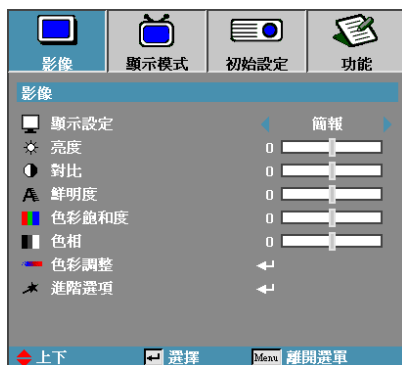 影像 顯示模式 初始設定 功能
影像
顯示設定 簡報
亮度 0
對比 0
鮮明度 0
色彩飽和度 0
色相 0
色彩調整
進階選項
上下 選擇 Menu 離開選單